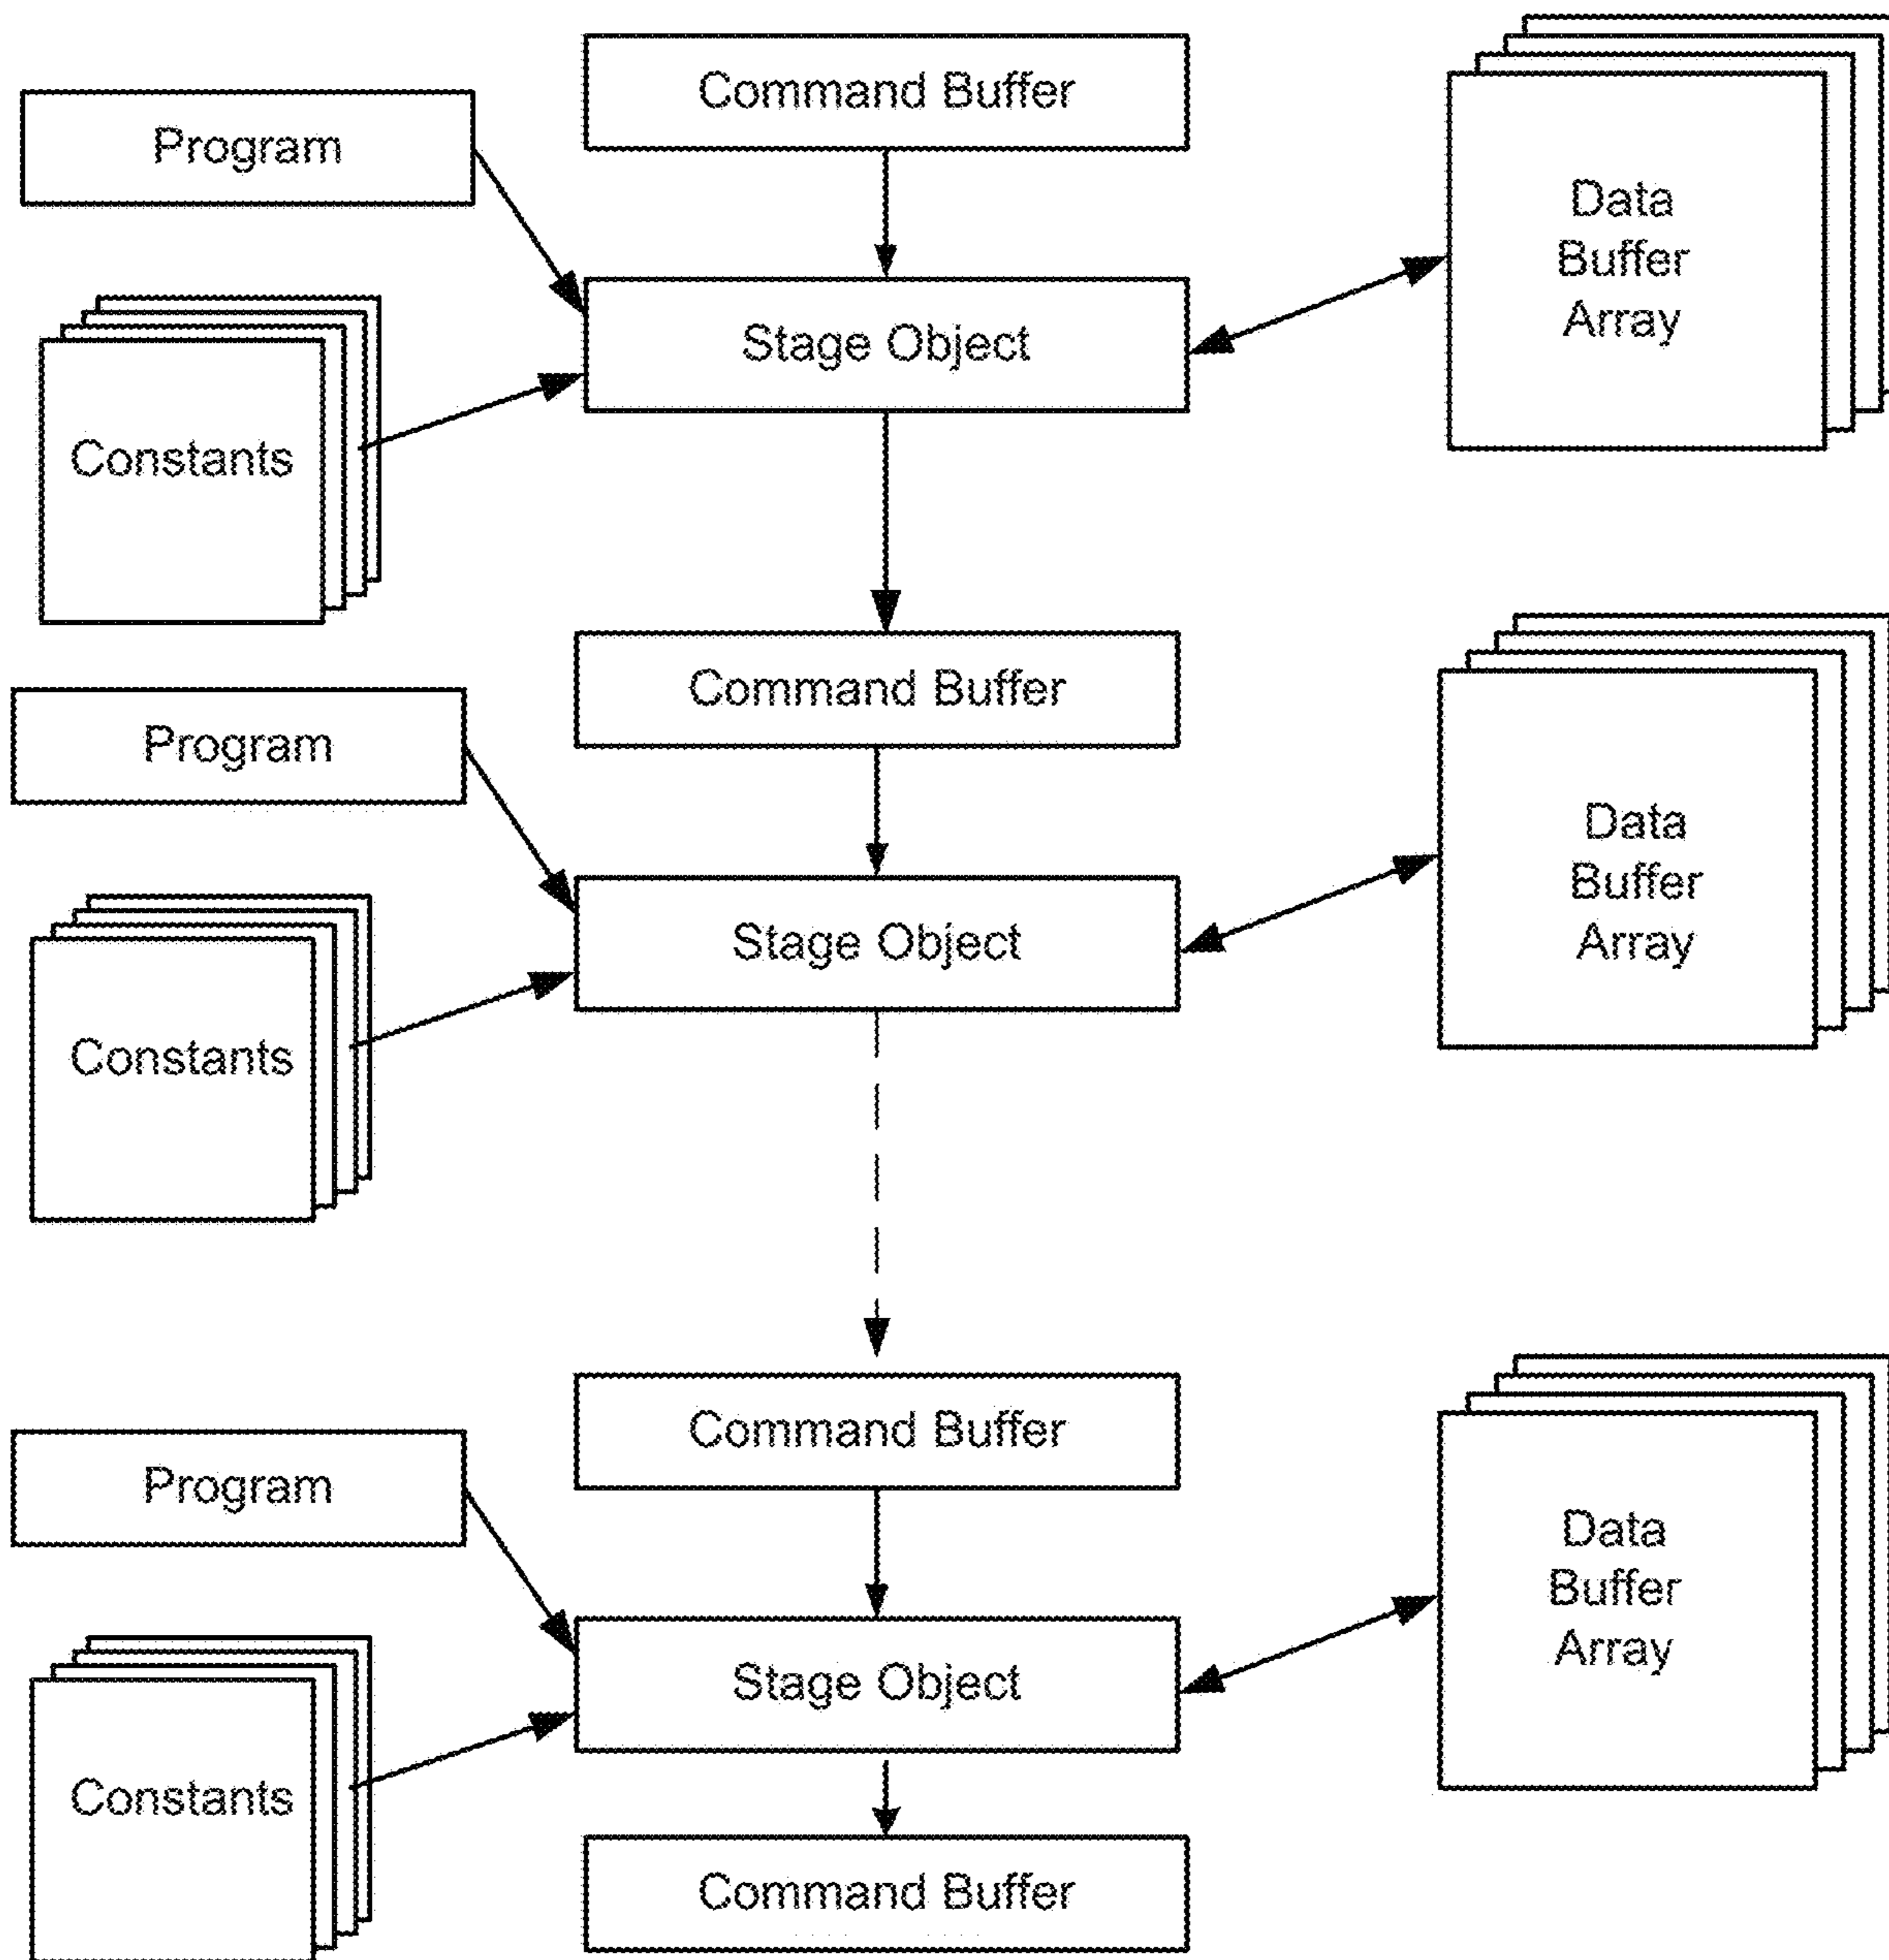 Command Buffer
Program
Data
Buffer
Array
Stage Object
Constants
Command Buffer
Program
Data
Buffer
Array
Stage Object
Constants
Command Buffer
Program
Data
Buffer
Array
Stage Object
Constants
Command Buffer